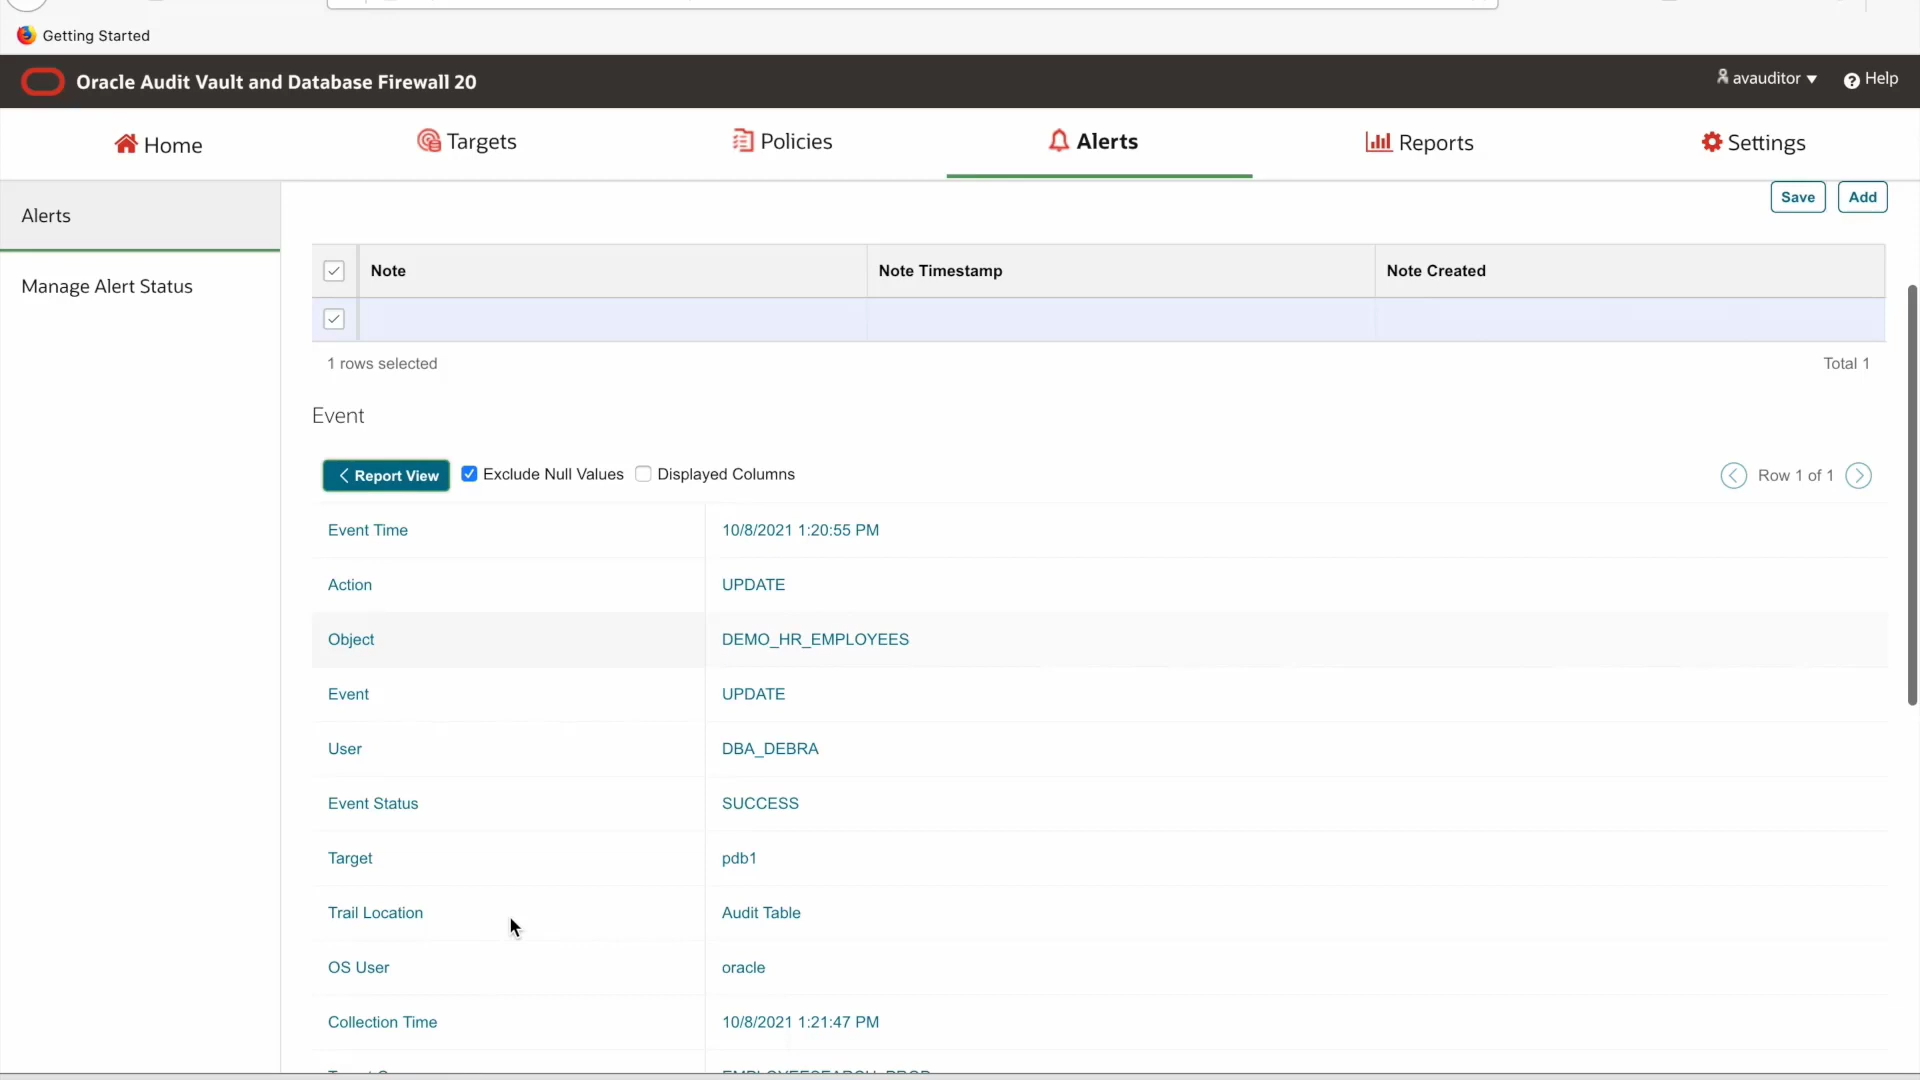 Getting Started
Oracle Audit Vault and Database Firewall 20
avauditor
Help
Home
Targets
Policies
Alerts
Reports
Settings
Alerts
Manage Alert Status
Save
Add
Note
Note Timestamp
Note Created
1 rows selected
Total 1
Event
Report View
Exclude Null Values
Displayed Columns
Row 1 of 1
Event Time 10/8/2021 1:20:55 PM
Action UPDATE
Object DEMO_HR_EMPLOYEES
Event UPDATE
User DBA_DEBRA
Event Status SUCCESS
Target pdb1
Trail Location Audit Table
OS User oracle
Collection Time 10/8/2021 1:21:47 PM